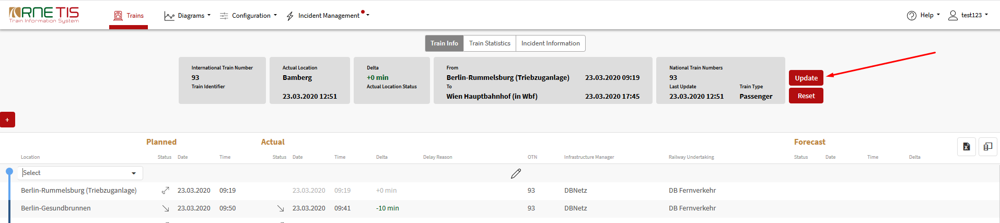 RNE TIS
Train Information System
Trains
Diagrams
Configuration
Incident Management
Help
test123
Train Info Train Statistics Incident Information
International Train Number
93
Train Identifier
Actual Location
Bamberg
23.03.2020 12:51
Delta
+0 min
Actual Location Status
From
Berlin-Rummelsburg (Triebzuganlage) 23.03.2020 09:19
To
Wien Hauptbahnhof (in Wbf) 23.03.2020 17:45
National Train Numbers
93
Last Update Train Type
23.03.2020 12:51 Passenger
Update
Reset
+
Planned Actual Forecast
Location Status Date Time Status Date Time Delta Delay Reason OTN Infrastructure Manager Railway Undertaking Status Date Time Delta
Select
Berlin-Rummelsburg (Triebzuganlage) 23.03.2020 09:19 23.03.2020 09:19 +0 min 93 DBNetz DB Fernverkehr
Berlin-Gesundbrunnen 23.03.2020 09:50 23.03.2020 09:41 -10 min 93 DBNetz DB Fernverkehr